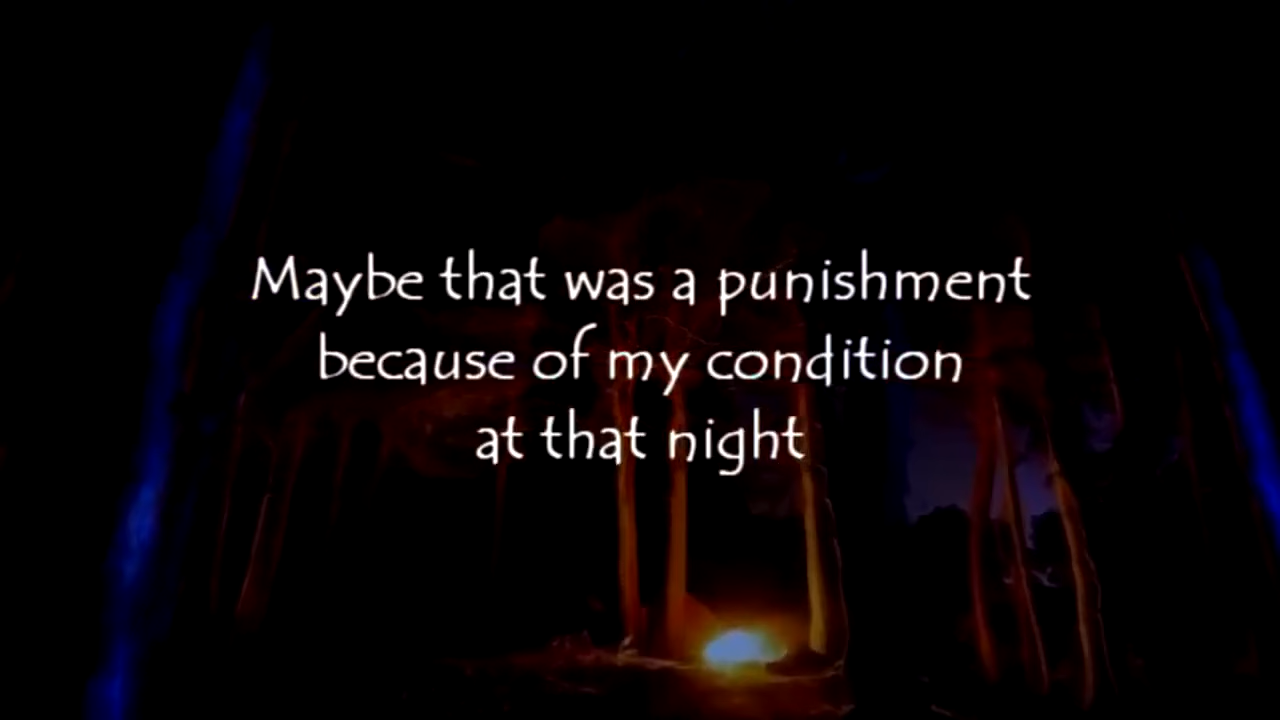 Maybe that was a punishment
because of my condition
at that night